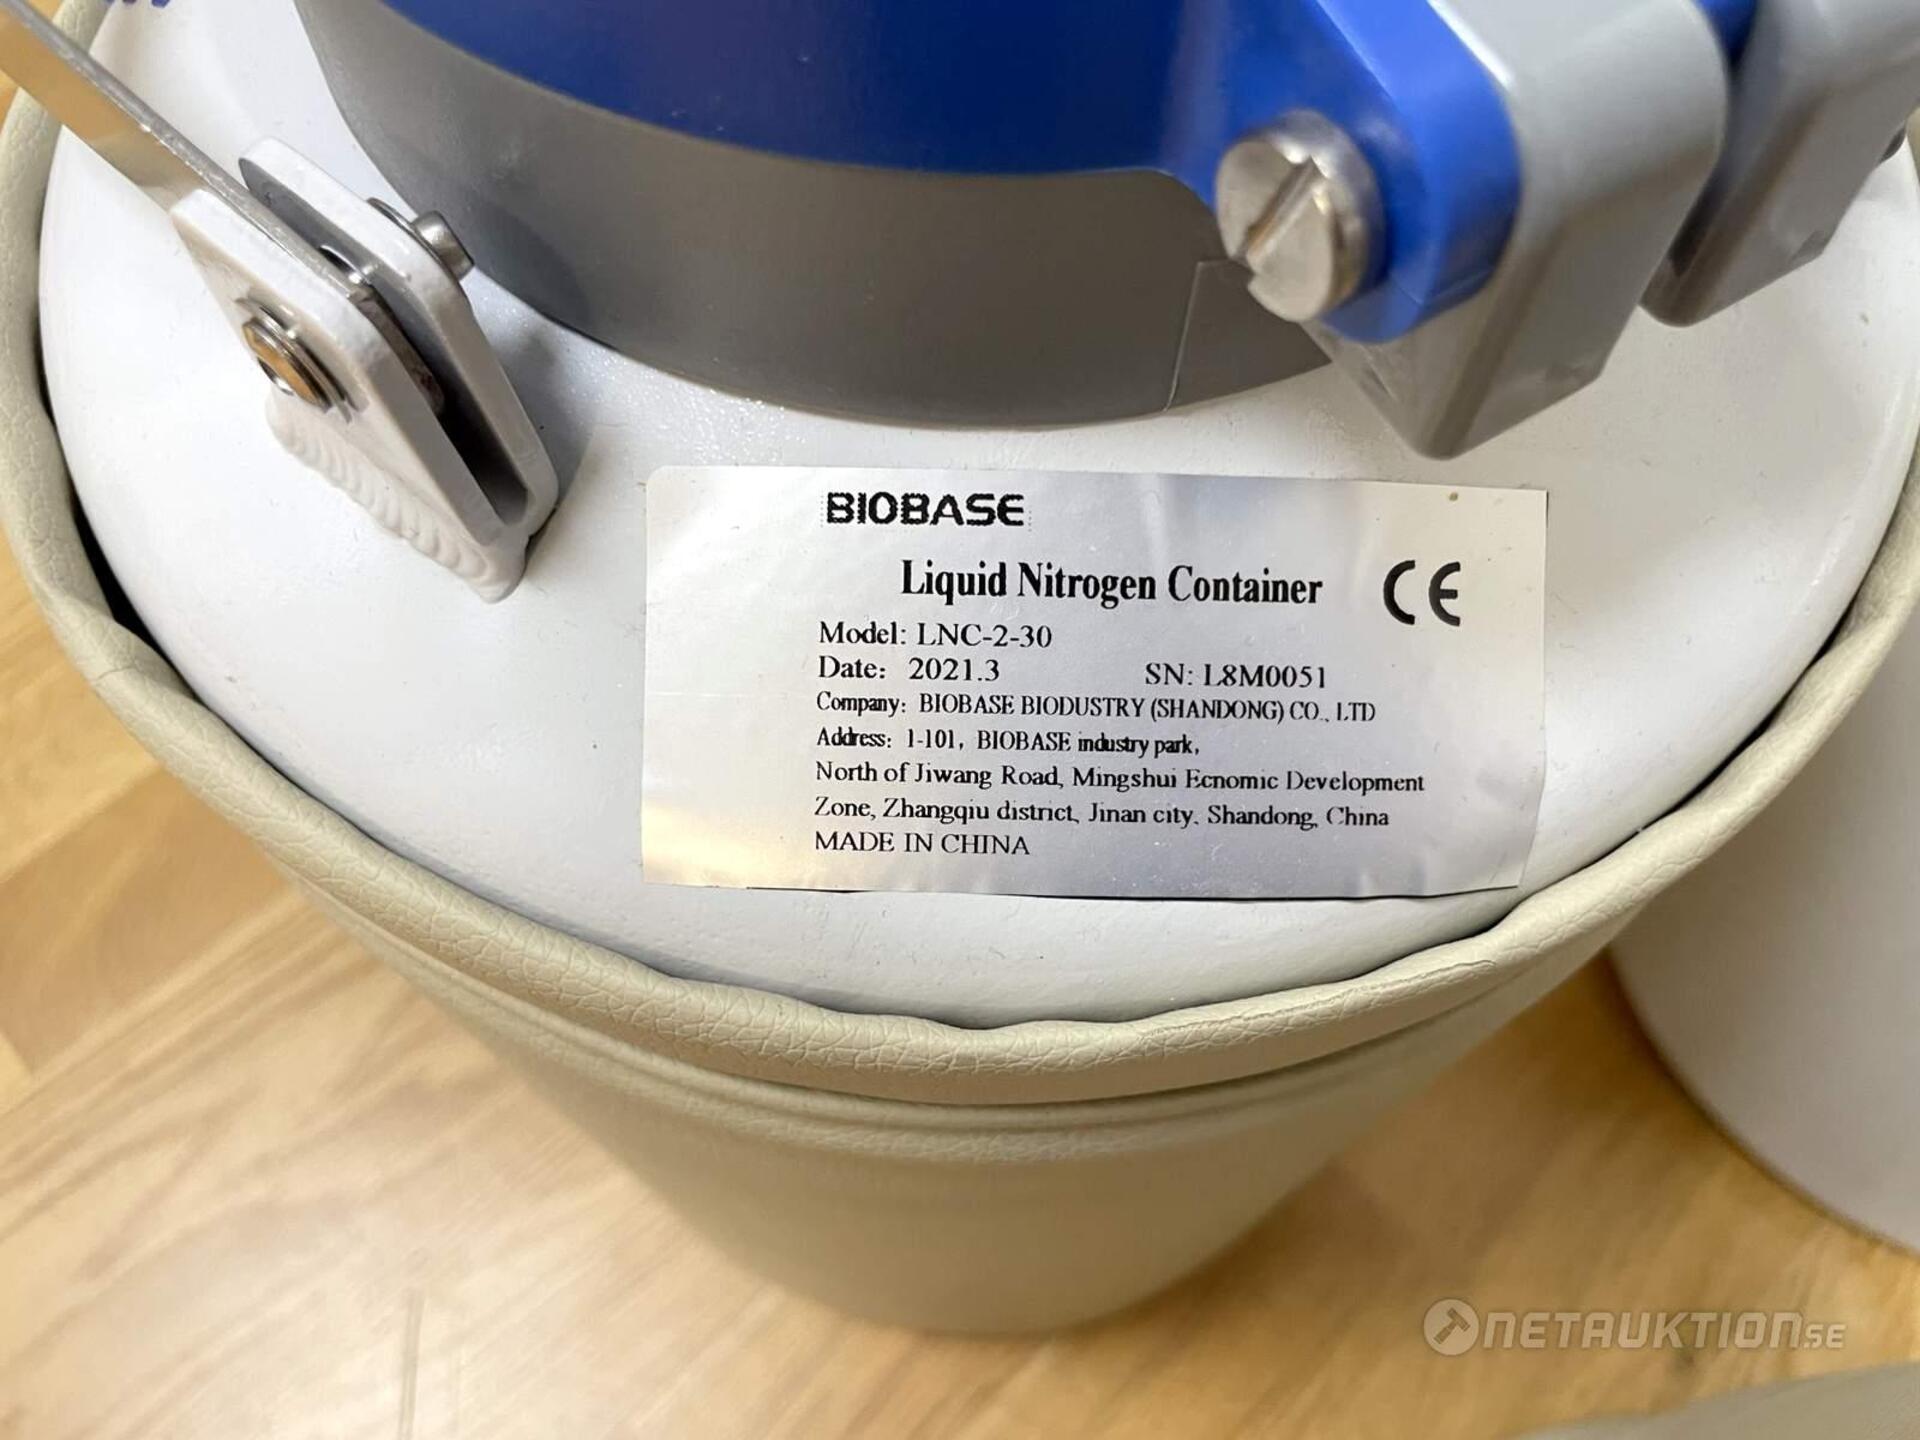 BIOBASE
Liquid Nitrogen Container CE
Model: LNC-2-30
Date: 2021.3 SN: L8M0051
Company: BIOBASE BIODUSTRY (SHANDONG) CO., LTD
Address: 1-101, BIOBASE industry park,
North of Jiwang Road, Mingshui Ecnomic Development
Zone, Zhangqiu district, Jinan city, Shandong, China
MADE IN CHINA
NETAUKTION.SE